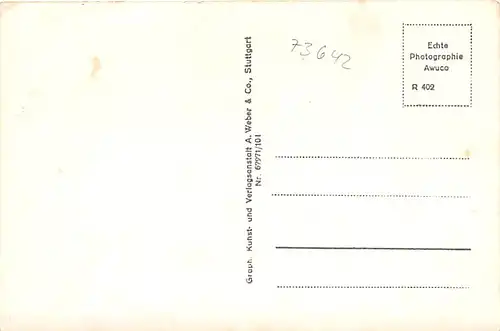 73642
Echte
Photographie
Awuco
R 402
Graph. Kunst- und Verlagsanstalt A. Weber & Co., Stuttgart
Nr. 67971/101